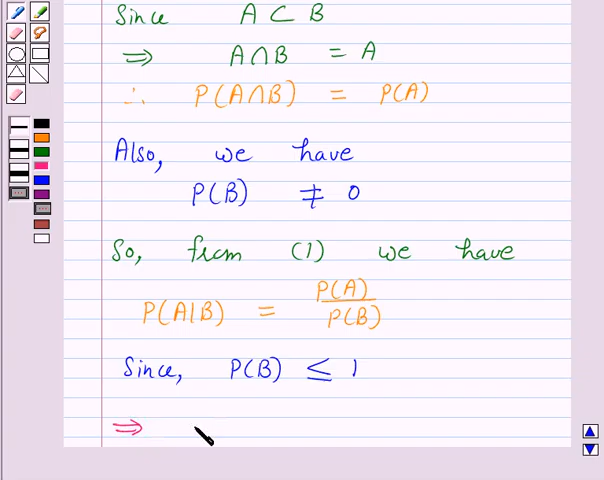 Since A ⊂ B
⇒ A∩B = A
∴ P(A∩B) = P(A)
Also, we have
P(B) ≠ 0
So, from (1) we have
P(A|B) = P(A)/P(B)
Since, P(B) ≤ 1
⇒